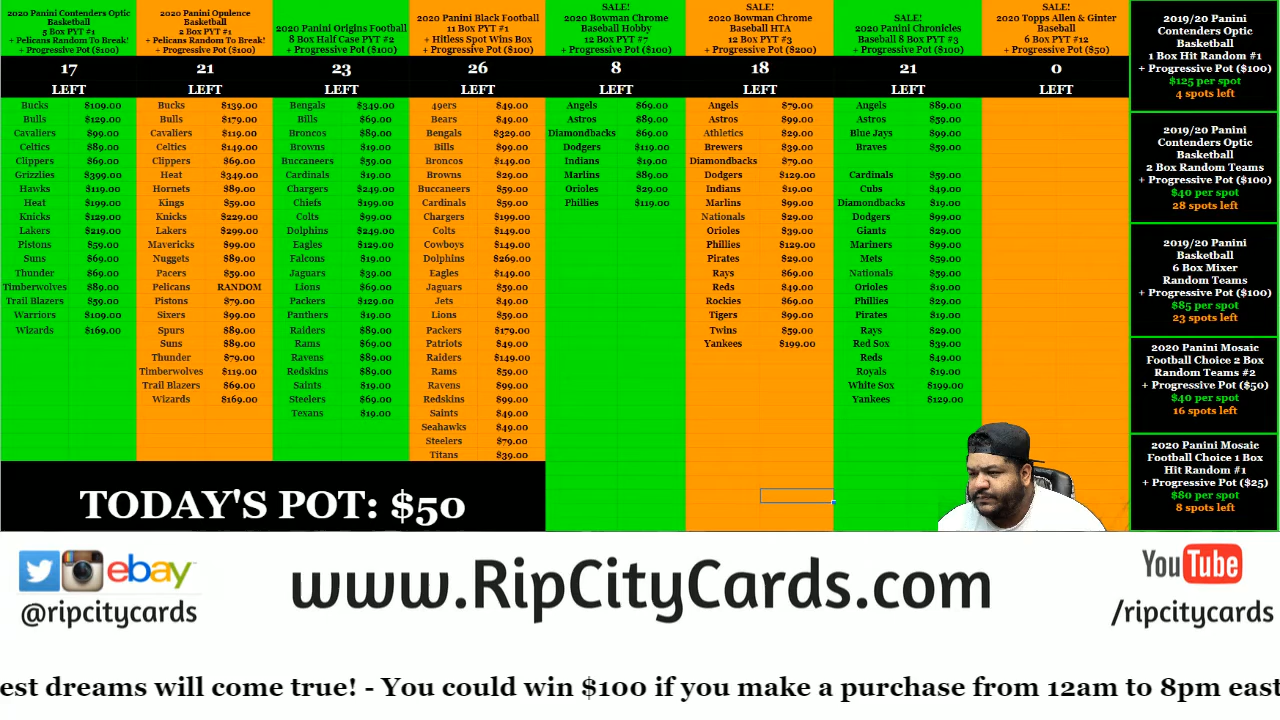 2020 Panini Contenders Optic
Basketball
5 Box PYT #1
+ Pelicans Random To Break!
+ Progressive Pot ($100)
17
LEFT
Bucks $109.00
Bulls $129.00
Cavaliers $99.00
Celtics $89.00
Clippers $69.00
Grizzlies $399.00
Hawks $119.00
Heat $199.00
Knicks $129.00
Lakers $219.00
Pistons $59.00
Suns $69.00
Thunder $69.00
Timberwolves $89.00
Trail Blazers $59.00
Warriors $109.00
Wizards $169.00
2020 Panini Opulence
Basketball
2 Box PYT #1
+ Pelicans Random To Break!
+ Progressive Pot ($100)
21
LEFT
Bucks $139.00
Bulls $179.00
Cavaliers $119.00
Celtics $149.00
Clippers $69.00
Heat $349.00
Hornets $89.00
Kings $59.00
Knicks $229.00
Lakers $299.00
Mavericks $99.00
Nuggets $89.00
Pacers $59.00
Pelicans RANDOM
Pistons $79.00
Sixers $99.00
Spurs $89.00
Suns $89.00
Thunder $79.00
Timberwolves $119.00
Trail Blazers $69.00
Wizards $169.00
2020 Panini Origins Football
8 Box Half Case PYT #2
+ Progressive Pot ($100)
23
LEFT
Bengals $349.00
Bills $69.00
Broncos $89.00
Browns $19.00
Buccaneers $59.00
Cardinals $19.00
Chargers $249.00
Chiefs $199.00
Colts $99.00
Dolphins $249.00
Eagles $129.00
Falcons $19.00
Jaguars $39.00
Lions $69.00
Packers $129.00
Panthers $19.00
Raiders $89.00
Rams $69.00
Ravens $89.00
Redskins $89.00
Saints $19.00
Steelers $69.00
Texans $19.00
2020 Panini Black Football
11 Box PYT #1
+ Hitless Spot Wins Box
+ Progressive Pot ($100)
26
LEFT
49ers $49.00
Bears $49.00
Bengals $329.00
Bills $99.00
Broncos $149.00
Browns $29.00
Buccaneers $59.00
Cardinals $59.00
Chargers $199.00
Colts $149.00
Cowboys $149.00
Dolphins $269.00
Eagles $149.00
Jaguars $59.00
Jets $49.00
Lions $59.00
Packers $179.00
Patriots $49.00
Raiders $149.00
Rams $59.00
Ravens $99.00
Redskins $99.00
Saints $49.00
Seahawks $49.00
Steelers $79.00
Titans $39.00
SALE!
2020 Bowman Chrome
Baseball Hobby
12 Box PYT #7
+ Progressive Pot ($100)
8
LEFT
Angels $69.00
Astros $89.00
Diamondbacks $69.00
Dodgers $119.00
Indians $19.00
Marlins $89.00
Orioles $29.00
Phillies $119.00
SALE!
2020 Bowman Chrome
Baseball HTA
12 Box PYT #3
+ Progressive Pot ($200)
18
LEFT
Angels $79.00
Astros $99.00
Athletics $29.00
Brewers $39.00
Diamondbacks $79.00
Dodgers $129.00
Indians $19.00
Marlins $99.00
Nationals $29.00
Orioles $39.00
Phillies $129.00
Pirates $29.00
Rays $69.00
Reds $49.00
Rockies $69.00
Tigers $99.00
Twins $59.00
Yankees $199.00
SALE!
2020 Panini Chronicles
Baseball 8 Box PYT #3
+ Progressive Pot ($100)
21
LEFT
Angels $89.00
Astros $59.00
Blue Jays $99.00
Braves $59.00
Cardinals $59.00
Cubs $49.00
Diamondbacks $19.00
Dodgers $99.00
Giants $29.00
Mariners $99.00
Mets $59.00
Nationals $59.00
Orioles $19.00
Phillies $29.00
Pirates $19.00
Rays $29.00
Red Sox $39.00
Reds $49.00
Royals $19.00
White Sox $199.00
Yankees $129.00
SALE!
2020 Topps Allen & Ginter
Baseball
6 Box PYT #12
+ Progressive Pot ($50)
0
LEFT
2019/20 Panini
Contenders Optic
Basketball
1 Box Hit Random #1
+ Progressive Pot ($100)
$125 per spot
4 spots left
2019/20 Panini
Contenders Optic
Basketball
2 Box Random Teams
+ Progressive Pot ($100)
$40 per spot
28 spots left
2019/20 Panini
Basketball
6 Box Mixer
Random Teams
+ Progressive Pot ($100)
$85 per spot
23 spots left
2020 Panini Mosaic
Football Choice 2 Box
Random Teams #2
+ Progressive Pot ($50)
$40 per spot
16 spots left
2020 Panini Mosaic
Football Choice 1 Box
Hit Random #1
+ Progressive Pot ($25)
$80 per spot
8 spots left
TODAY'S POT: $50
ebay
@ripcitycards
www.RipCityCards.com
YouTube
/ripcitycards
est dreams will come true! - You could win $100 if you make a purchase from 12am to 8pm east